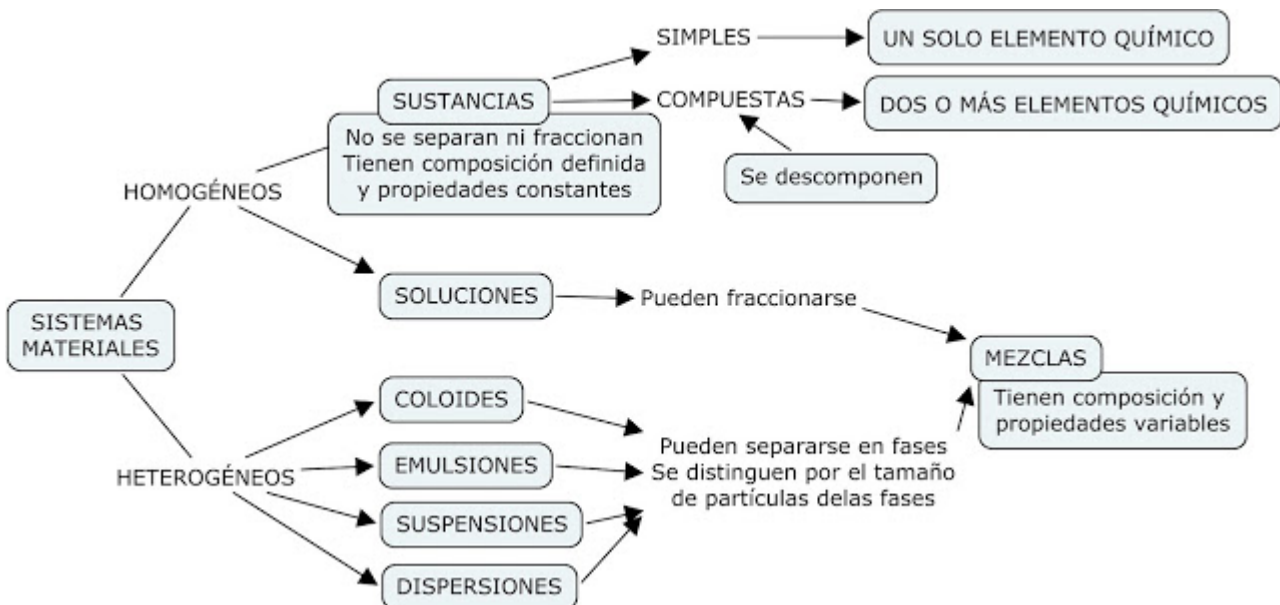 SIMPLES
UN SOLO ELEMENTO QUÍMICO
SUSTANCIAS
COMPUESTAS
DOS O MÁS ELEMENTOS QUÍMICOS
No se separan ni fraccionan
Tienen composición definida
y propiedades constantes
Se descomponen
HOMOGÉNEOS
SOLUCIONES
Pueden fraccionarse
SISTEMAS
MATERIALES
MEZCLAS
Tienen composición y
propiedades variables
COLOIDES
EMULSIONES
HETEROGÉNEOS
SUSPENSIONES
DISPERSIONES
Pueden separarse en fases
Se distinguen por el tamaño
de partículas delas fases